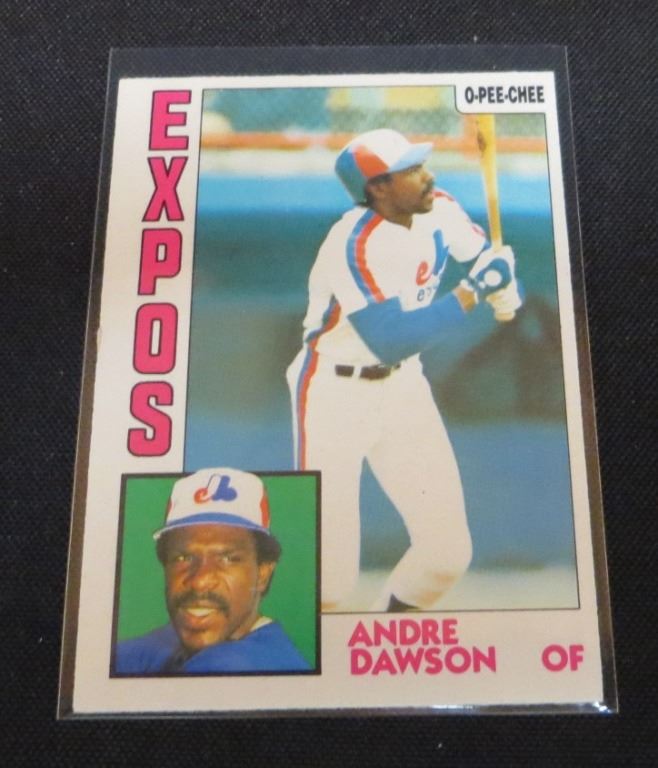 EXPOS
O-PEE-CHEE
ANDRE
DAWSON OF